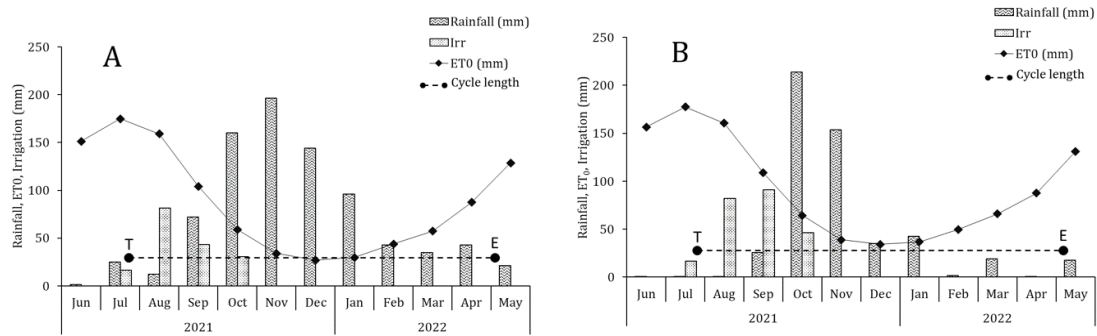 A
Rainfall (mm)
Irr
ET0 (mm)
Cycle length
Rainfall, ET0, Irrigation (mm)
250
200
150
100
50
0
T
E
Jun Jul Aug Sep Oct Nov Dec Jan Feb Mar Apr May
2021 2022
B
Rainfall (mm)
Irr
ET0 (mm)
Cycle length
Rainfall, ET₀, Irrigation (mm)
250
200
150
100
50
0
T
E
Jun Jul Aug Sep Oct Nov Dec Jan Feb Mar Apr May
2021 2022